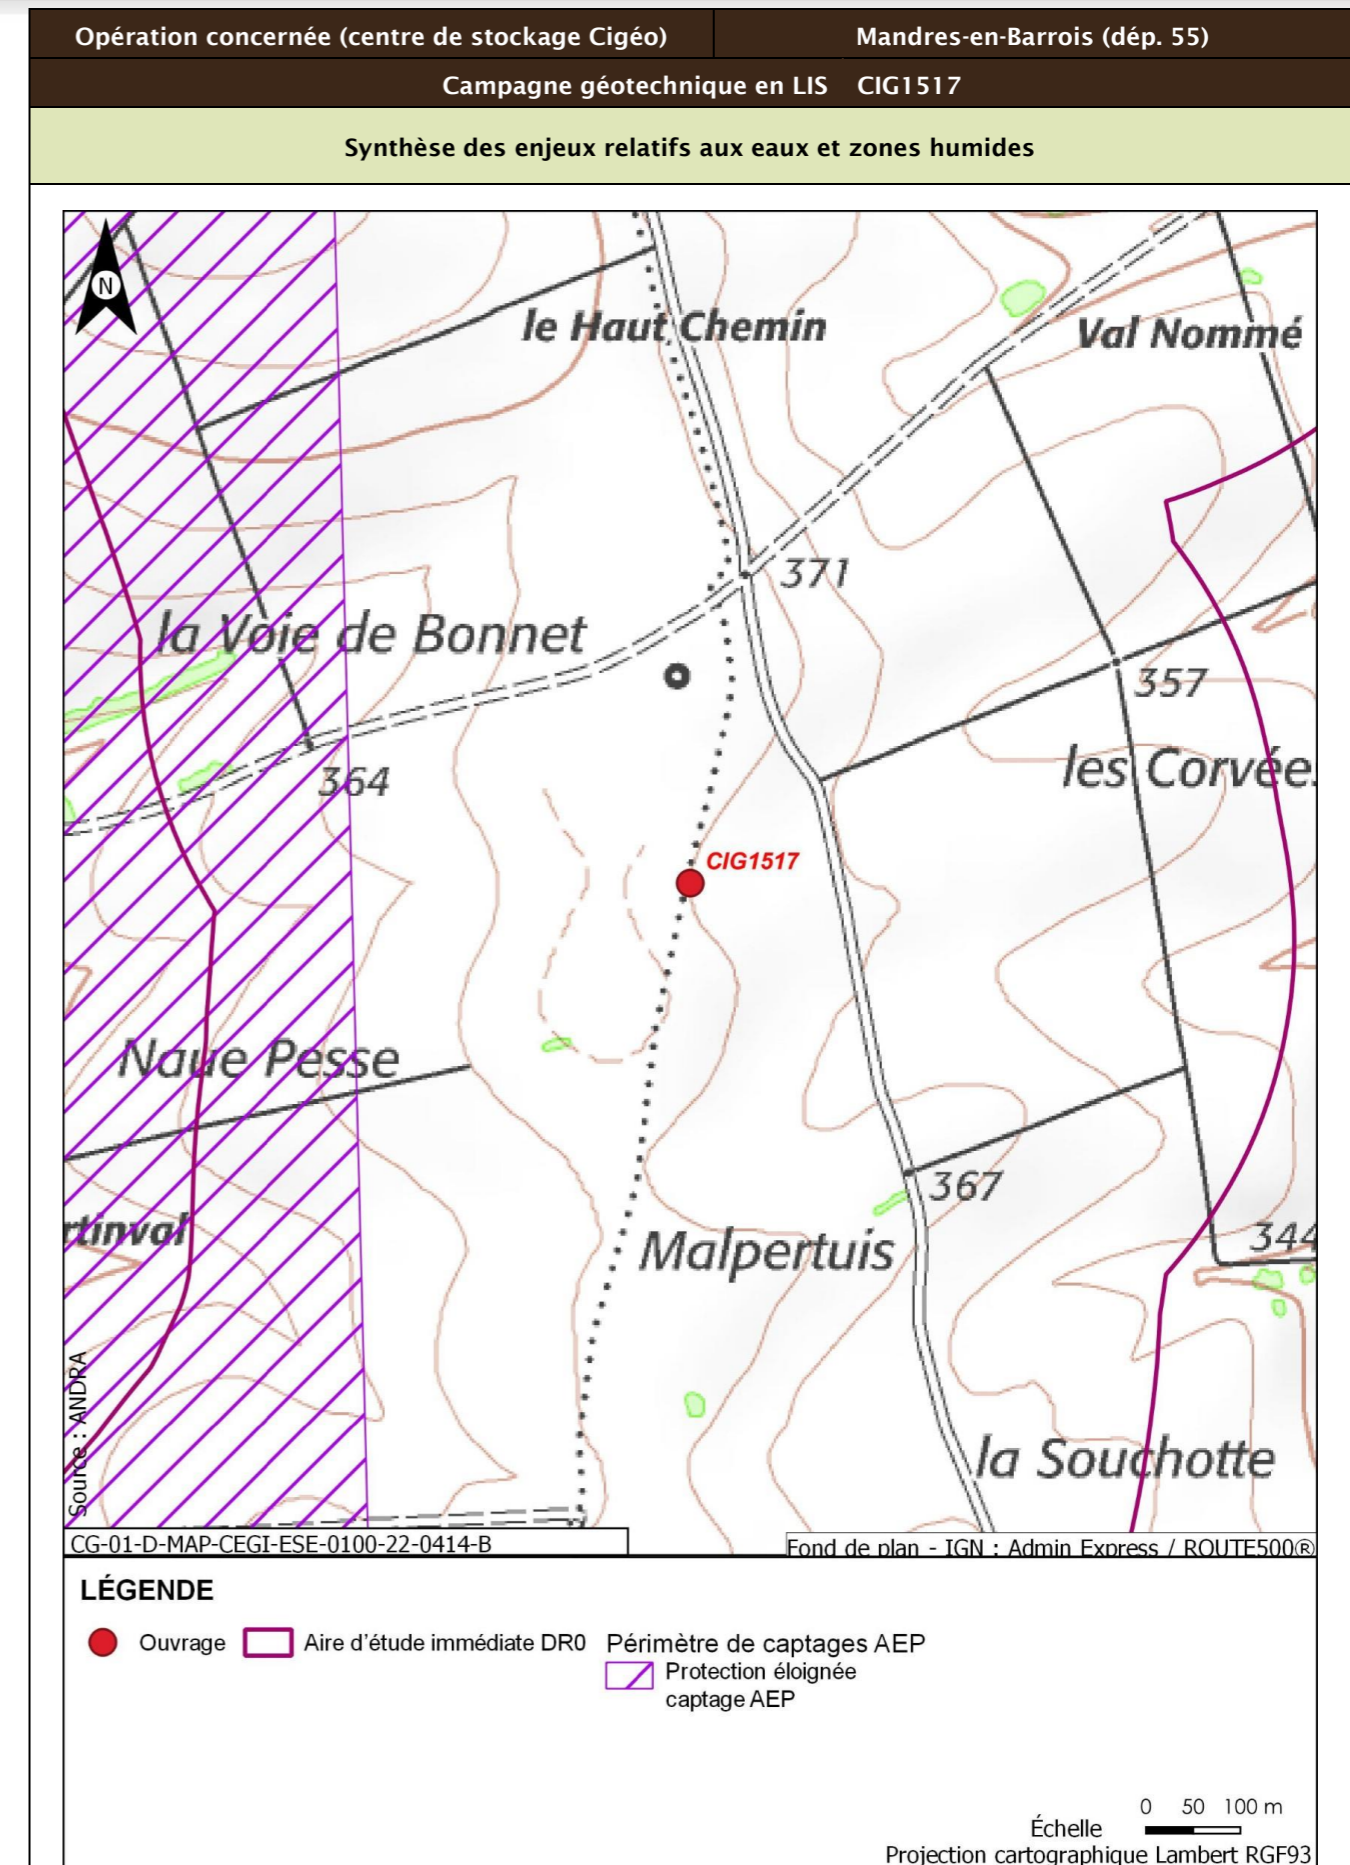 Opération concernée (centre de stockage Cigéo) Mandres-en-Barrois (dép. 55)
Campagne géotechnique en LIS CIG1517
Synthèse des enjeux relatifs aux eaux et zones humides
N
le Haut Chemin
Val Nommé
371
la Voie de Bonnet
357
364
les Corvées
CIG1517
Naue Pesse
367
rtinval
Malpertuis
344
la Souchotte
Source : ANDRA
CG-01-D-MAP-CEGI-ESE-0100-22-0414-B
Fond de plan - IGN : Admin Express / ROUTE500®
LÉGENDE
Ouvrage Aire d'étude immédiate DR0 Périmètre de captages AEP
Protection éloignée
captage AEP
0 50 100 m
Échelle
Projection cartographique Lambert RGF93